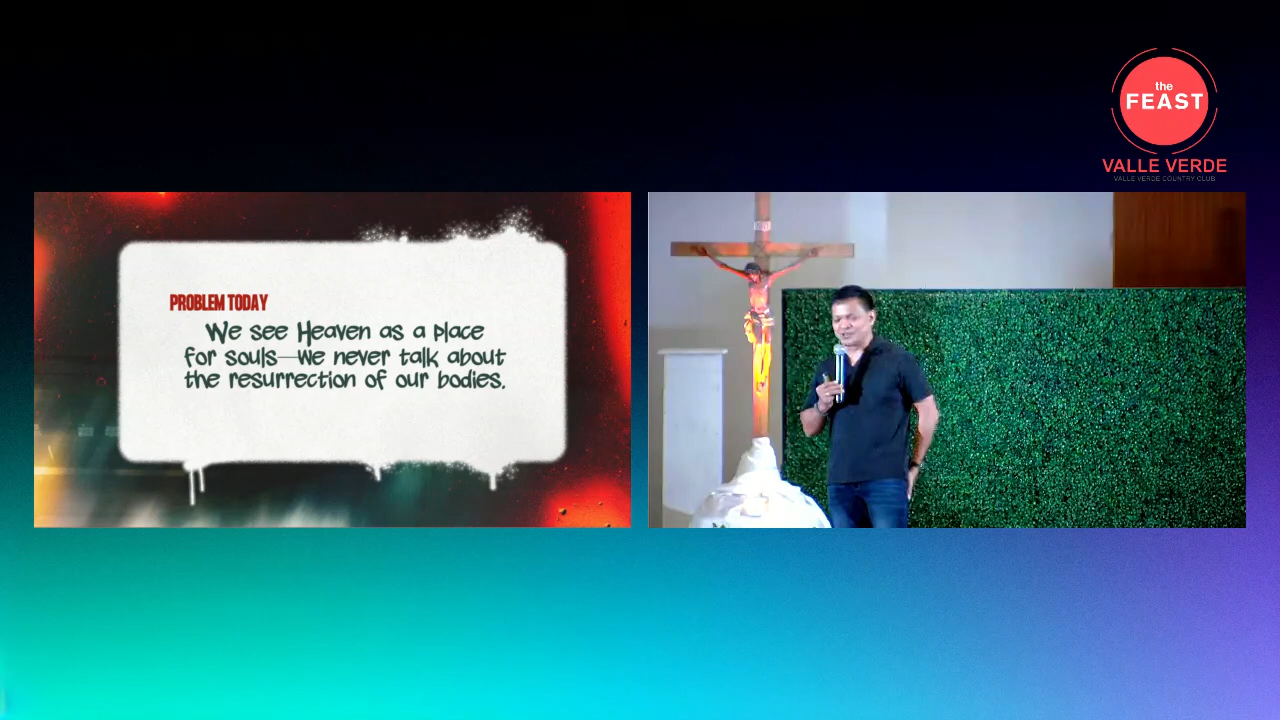 the
FEAST
VALLE VERDE
VALLE VERDE COUNTRY CLUB
PROBLEM TODAY
We see Heaven as a place
for souls—we never talk about
the resurrection of our bodies.